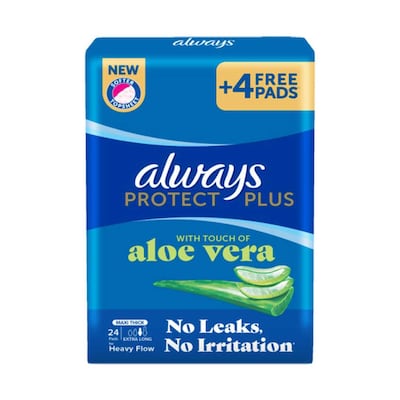 always
NEW
SOFTER
TOPSHEET
+4 FREE
PADS
always
PROTECT PLUS
WITH TOUCH OF
aloe vera
MAXI THICK
24
Pads
EXTRA LONG
Heavy Flow
No Leaks,
No Irritation*